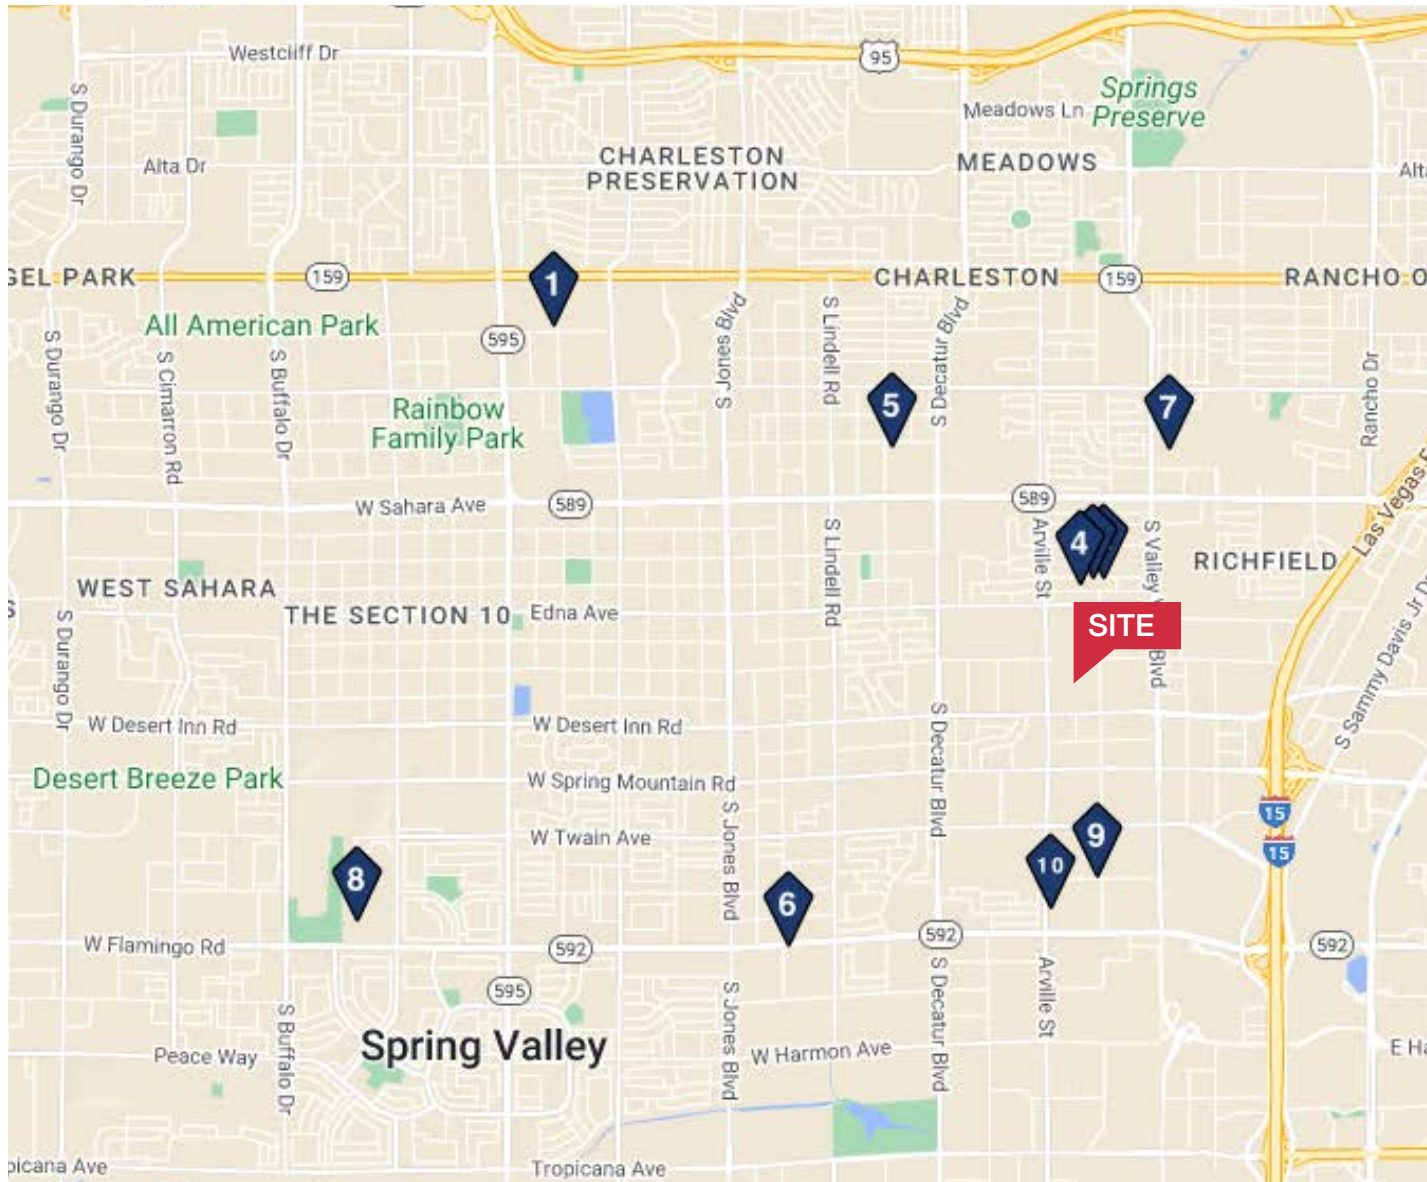 95
Westcliff Dr
Springs
Preserve
Meadows Ln
S Durango Dr
CHARLESTON
PRESERVATION
MEADOWS
Alta Dr
159
1
CHARLESTON
159
RANCHO
GEL PARK
All American Park
595
S Jones Blvd
S Lindell Rd
S Decatur Blvd
S Durango Dr
S Cimarron Rd
S Buffalo Dr
Rancho Dr
5
7
Rainbow
Family Park
W Sahara Ave
589
589
Las Vegas
4
Arville St
S Lindell Rd
S Valley
Blvd
RICHFIELD
WEST SAHARA
THE SECTION 10
Edna Ave
SITE
S Durango Dr
S Sammy Davis Jr
W Desert Inn Rd
W Desert Inn Rd
S Decatur Blvd
Desert Breeze Park
W Spring Mountain Rd
15
15
W Twain Ave
S Jones Blvd
9
10
8
6
W Flamingo Rd
592
592
592
595
S Decatur Blvd
Arville St
S Jones Blvd
S Buffalo Dr
Spring Valley
Peace Way
W Harmon Ave
E Ha
picana Ave
Tropicana Ave